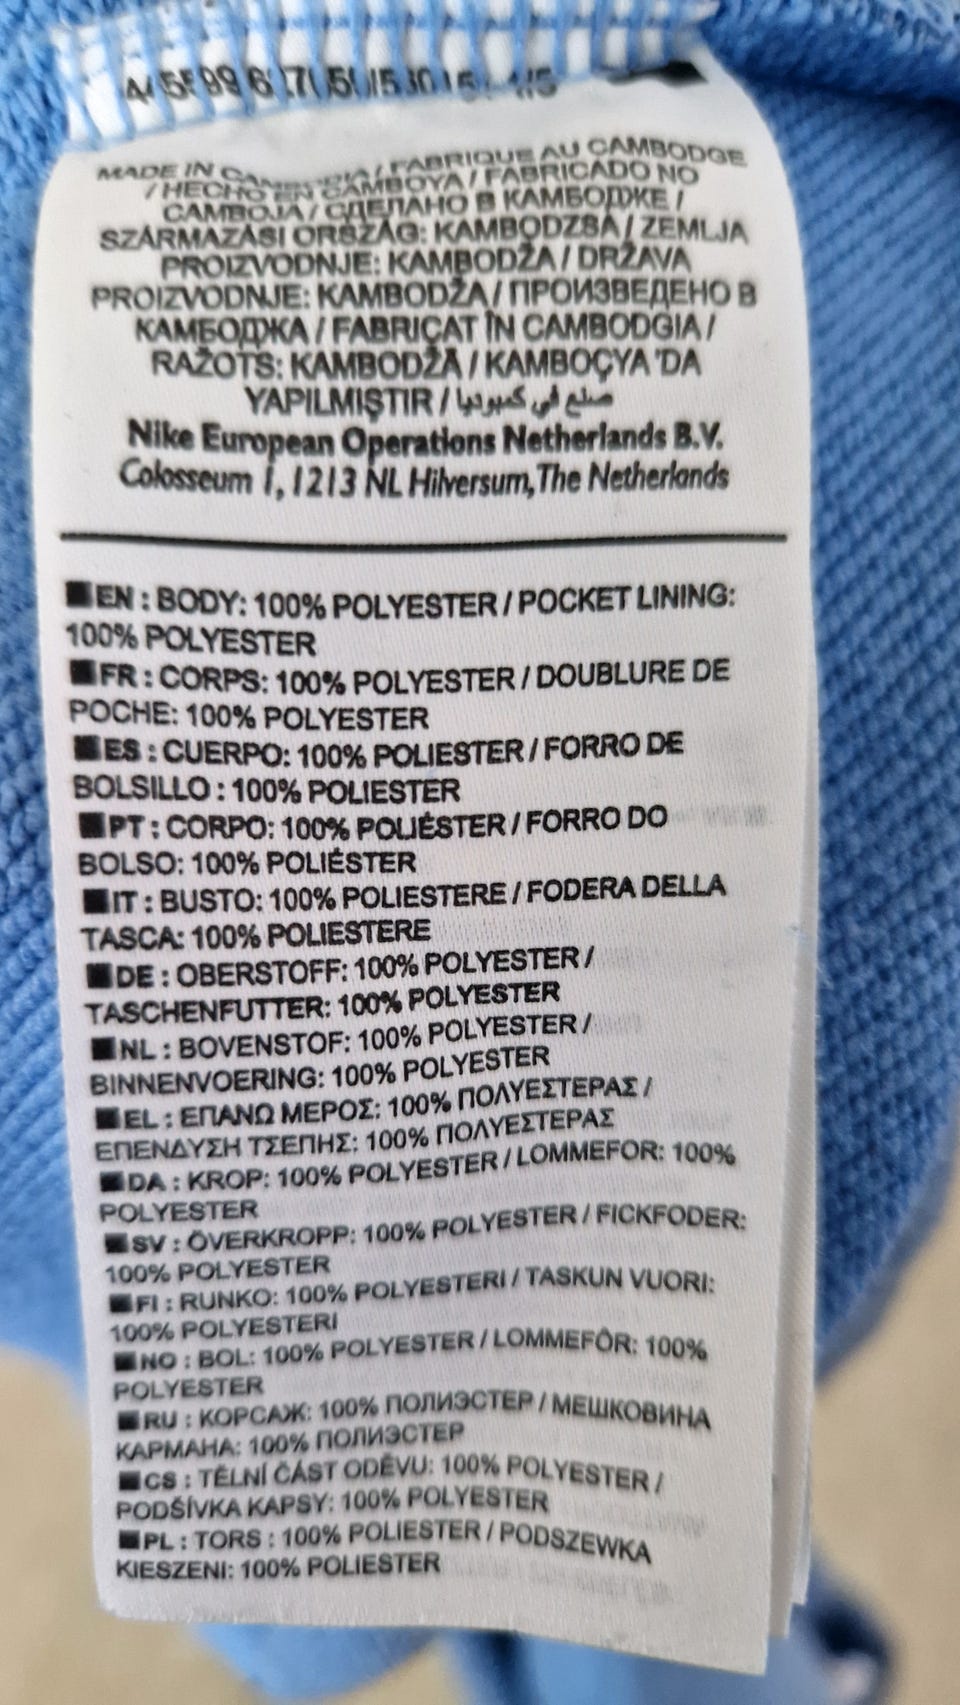 MADE IN / FABRIQUE AU CAMBODGE
/ HECHO EN CAMBOYA / FABRICADO NO
CAMBOJA / СДЕЛАНО В КАМБОДЖЕ /
SZÁRMAZÁSI ORSZÁG: KAMBODZSA / ZEMLJA
PROIZVODNJE: KAMBODŽA / DRŽAVA
PROIZVODNJE: KAMBODŽA / ПРОИЗВЕДЕНО В
КАМБОДЖА / FABRICAT ÎN CAMBODGIA /
RAŽOTS: KAMBODŽĀ / KAMBOÇYA 'DA
YAPILMIŞTIR / صنع في كمبوديا
Nike European Operations Netherlands B.V.
Colosseum 1, 1213 NL Hilversum, The Netherlands
EN : BODY: 100% POLYESTER / POCKET LINING:
100% POLYESTER
FR : CORPS: 100% POLYESTER / DOUBLURE DE
POCHE: 100% POLYESTER
ES : CUERPO: 100% POLIESTER / FORRO DE
BOLSILLO : 100% POLIESTER
PT : CORPO: 100% POLIÉSTER / FORRO DO
BOLSO: 100% POLIÉSTER
IT : BUSTO: 100% POLIESTERE / FODERA DELLA
TASCA: 100% POLIESTERE
DE : OBERSTOFF: 100% POLYESTER /
TASCHENFUTTER: 100% POLYESTER
NL : BOVENSTOF: 100% POLYESTER /
BINNENVOERING: 100% POLYESTER
EL : ΕΠΑΝΩ ΜΕΡΟΣ: 100% ΠΟΛΥΕΣΤΕΡΑΣ /
ΕΠΕΝΔΥΣΗ ΤΣΕΠΗΣ: 100% ΠΟΛΥΕΣΤΕΡΑΣ
DA : KROP: 100% POLYESTER / LOMMEFOR: 100%
POLYESTER
SV : ÖVERKROPP: 100% POLYESTER / FICKFODER:
100% POLYESTER
FI : RUNKO: 100% POLYESTERI / TASKUN VUORI:
100% POLYESTERI
NO : BOL: 100% POLYESTER / LOMMEFÔR: 100%
POLYESTER
RU : КОРСАЖ: 100% ПОЛИЭСТЕР / МЕШКОВИНА
КАРМАНА: 100% ПОЛИЭСТЕР
CS : TĚLNÍ ČÁST ODĚVU: 100% POLYESTER /
PODŠÍVKA KAPSY: 100% POLYESTER
PL : TORS : 100% POLIESTER / PODSZEWKA
KIESZENI: 100% POLIESTER